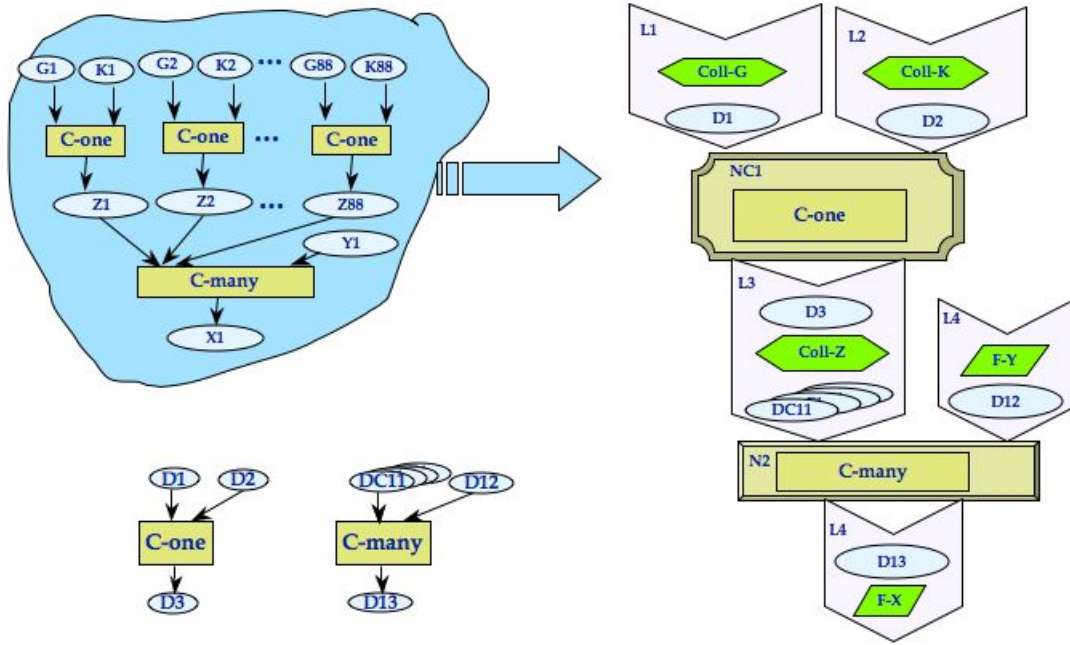 G1 K1 G2 K2 ... G88 K88
C-one C-one ... C-one
Z1 Z2 ... Z88
Y1
C-many
X1
D1 D2
C-one
D3
DC11 D12
C-many
D13
L1 L2
Coll-G Coll-K
D1 D2
NC1
C-one
L3
D3
Coll-Z
DC11
L4
F-Y
D12
N2
C-many
L4
D13
F-X